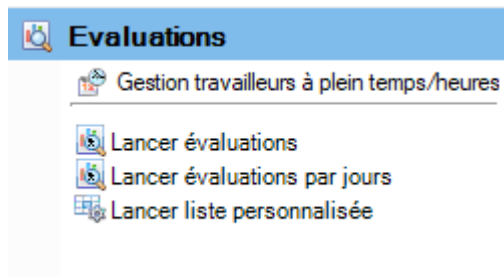 Evaluations
Gestion travailleurs à plein temps/heures
Lancer évaluations
Lancer évaluations par jours
Lancer liste personnalisée